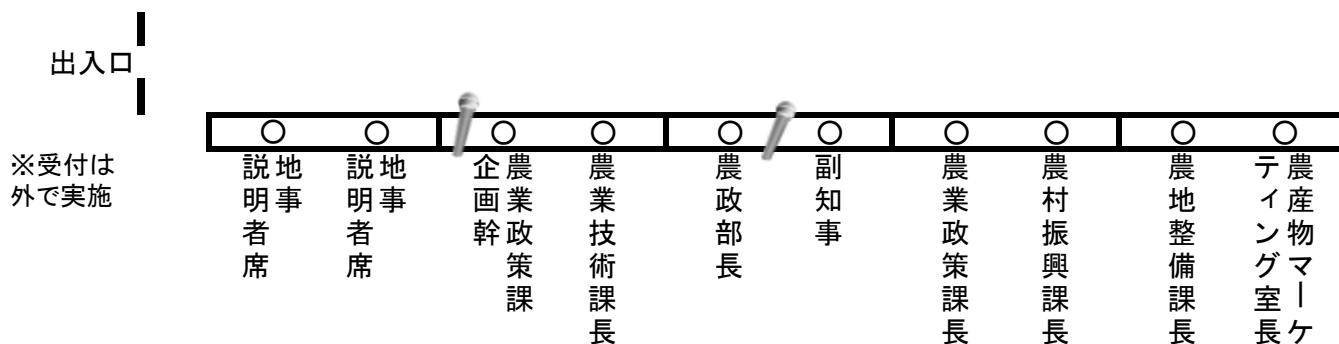 出入口
※受付は
外で実施
○
○
○
○
○
○
○
○
○
○
地事
説明者席
地事
説明者席
農業政策課
企画幹
農業技術課長
農政部長
副知事
農業政策課長
農村振興課長
農地整備課長
農産物マーケ
ティング室長